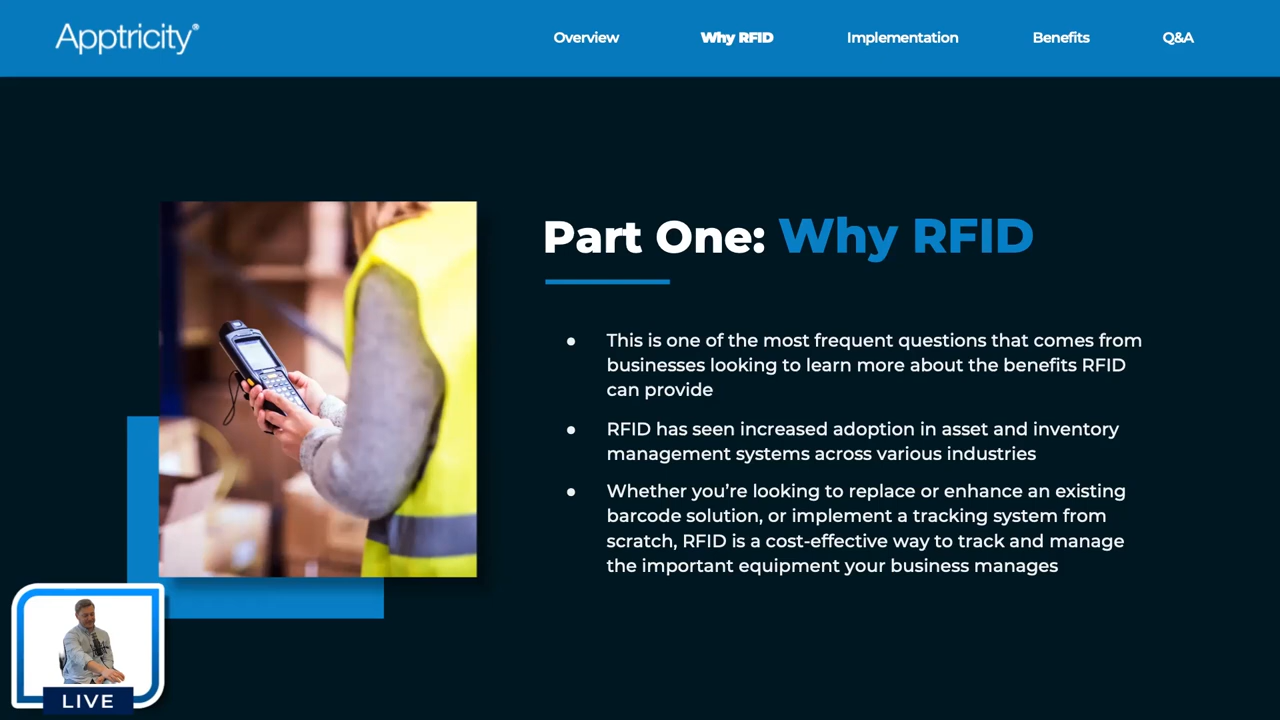 Apptricity®
Overview
Why RFID
Implementation
Benefits
Q&A
Part One: Why RFID
● This is one of the most frequent questions that comes from
businesses looking to learn more about the benefits RFID
can provide
● RFID has seen increased adoption in asset and inventory
management systems across various industries
● Whether you’re looking to replace or enhance an existing
barcode solution, or implement a tracking system from
scratch, RFID is a cost-effective way to track and manage
the important equipment your business manages
LIVE